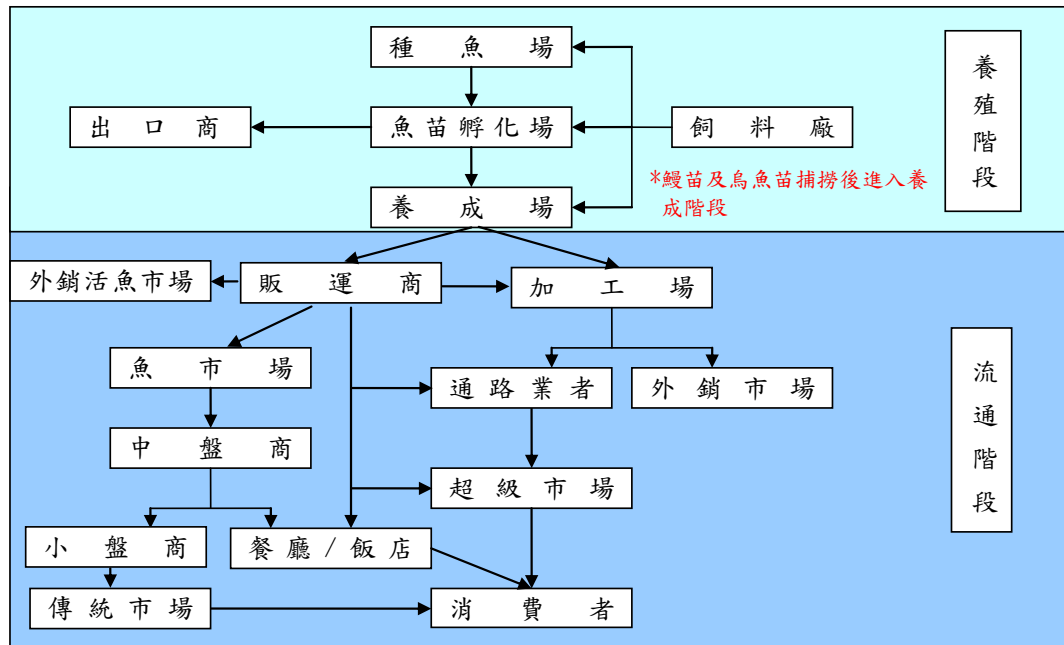 種魚場
出口商
魚苗孵化場
飼料廠
養殖階段
*鰻苗及烏魚苗捕撈後進入養
成階段
養成場
外銷活魚市場
販運商
加工場
魚市場
通路業者
外銷市場
流通階段
中盤商
超級市場
小盤商
餐廳/飯店
傳統市場
消費者